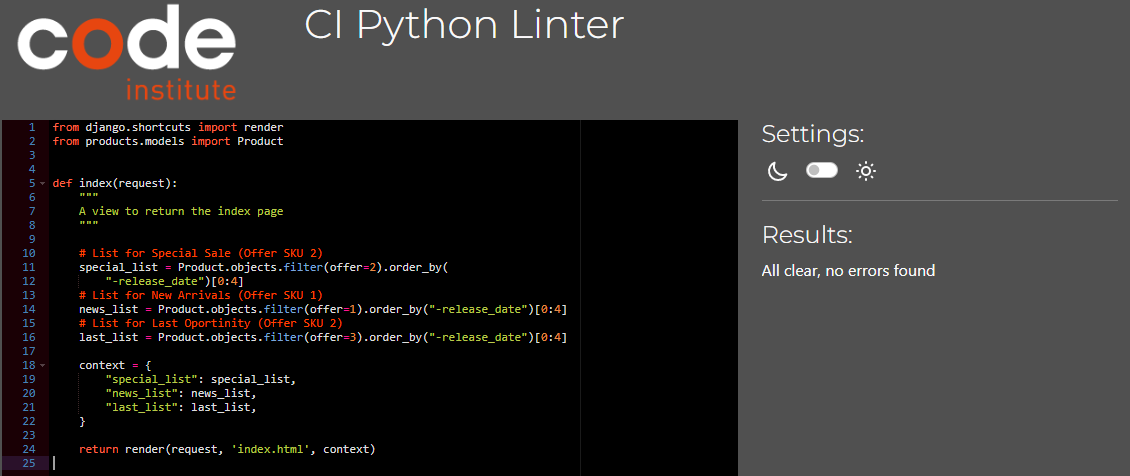 code
institute
CI Python Linter
1 from django.shortcuts import render
2 from products.models import Product
3
4
5 def index(request):
6     """
7     A view to return the index page
8     """
9
10     # List for Special Sale (Offer SKU 2)
11     special_list = Product.objects.filter(offer=2).order_by(
12         "-release_date")[0:4]
13     # List for New Arrivals (Offer SKU 1)
14     news_list = Product.objects.filter(offer=1).order_by("-release_date")[0:4]
15     # List for Last Oportinity (Offer SKU 2)
16     last_list = Product.objects.filter(offer=3).order_by("-release_date")[0:4]
17
18     context = {
19         "special_list": special_list,
20         "news_list": news_list,
21         "last_list": last_list,
22     }
23
24     return render(request, 'index.html', context)
25
Settings:
Results:
All clear, no errors found